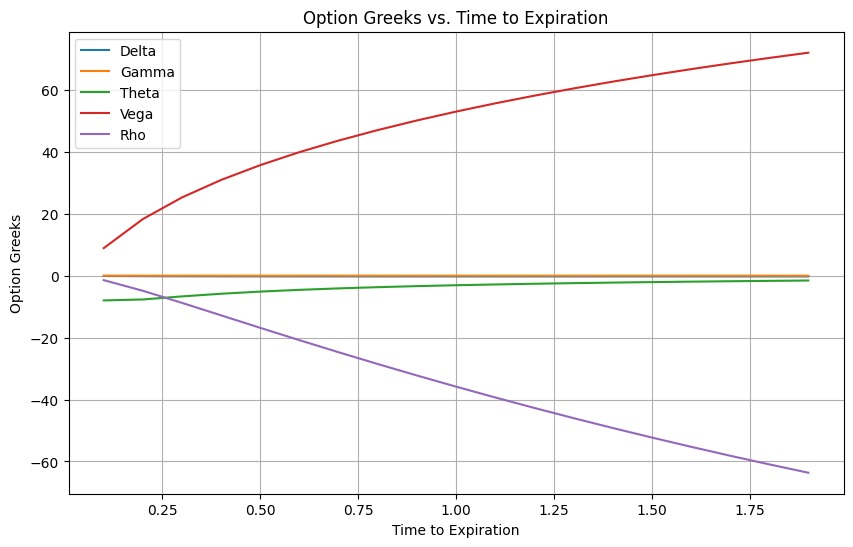 Option Greeks vs. Time to Expiration
Delta
Gamma
Theta
Vega
Rho
60
40
20
0
−20
−40
−60
Option Greeks
0.25 0.50 0.75 1.00 1.25 1.50 1.75
Time to Expiration